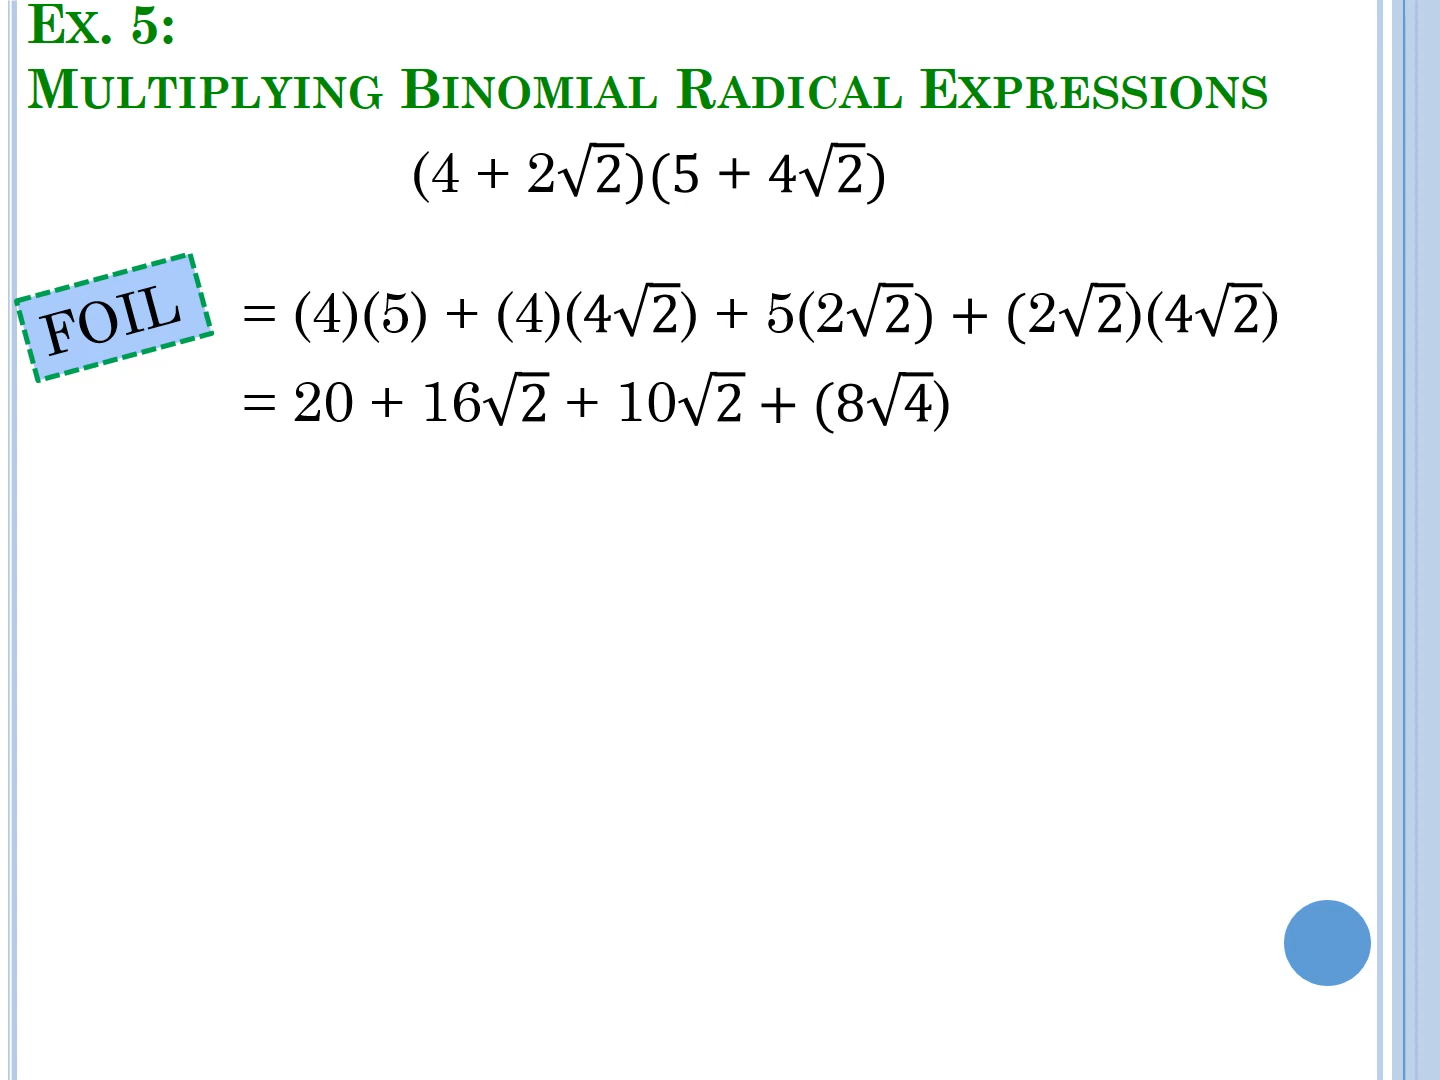 EX. 5:
MULTIPLYING BINOMIAL RADICAL EXPRESSIONS
(4 + 2√2)(5 + 4√2)
FOIL
= (4)(5) + (4)(4√2) + 5(2√2) + (2√2)(4√2)
= 20 + 16√2 + 10√2 + (8√4)